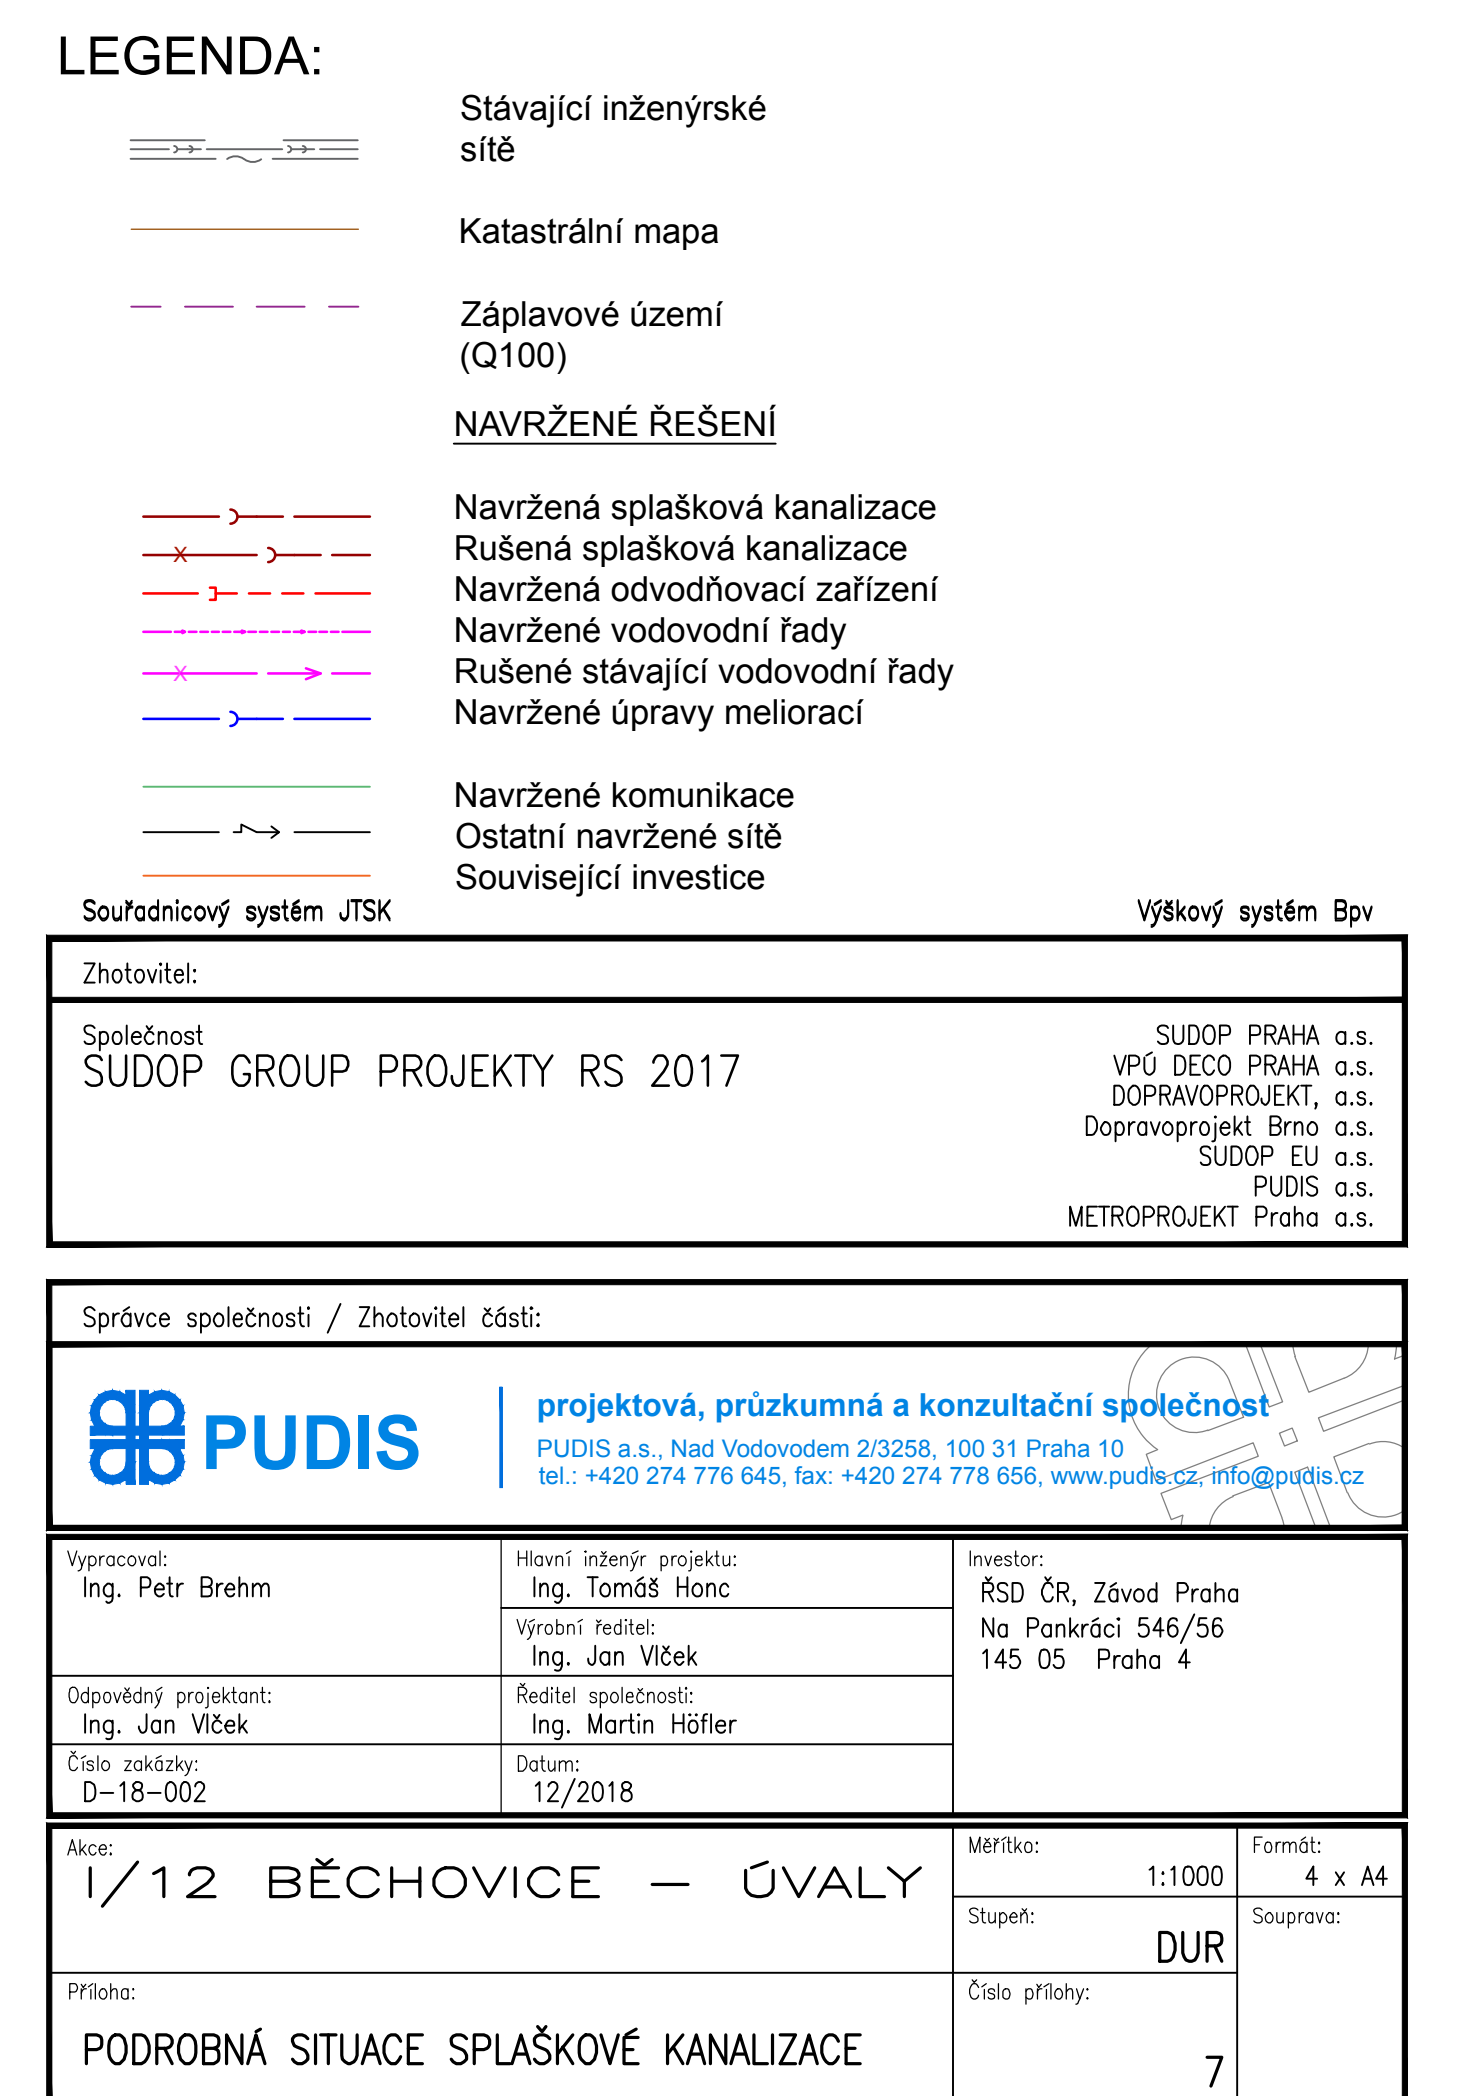 LEGENDA:
Stávající inženýrské
sítě
Katastrální mapa
Záplavové území
(Q100)
NAVRŽENÉ ŘEŠENÍ
Navržená splašková kanalizace
Rušená splašková kanalizace
Navržená odvodňovací zařízení
Navržené vodovodní řady
Rušené stávající vodovodní řady
Navržené úpravy meliorací
Navržené komunikace
Ostatní navržené sítě
Související investice
Souřadnicový systém JTSK
Výškový systém Bpv
Zhotovitel:
Společnost
SUDOP GROUP PROJEKTY RS 2017
SUDOP PRAHA a.s.
VPÚ DECO PRAHA a.s.
DOPRAVOPROJEKT, a.s.
Dopravoprojekt Brno a.s.
SUDOP EU a.s.
PUDIS a.s.
METROPROJEKT Praha a.s.
Správce společnosti / Zhotovitel části:
PUDIS
projektová, průzkumná a konzultační společnost
PUDIS a.s., Nad Vodovodem 2/3258, 100 31 Praha 10
tel.: +420 274 776 645, fax: +420 274 778 656, www.pudis.cz, info@pudis.cz
Vypracoval:
Ing. Petr Brehm
Hlavní inženýr projektu:
Ing. Tomáš Honc
Výrobní ředitel:
Ing. Jan Vlček
Investor:
ŘSD ČR, Závod Praha
Na Pankráci 546/56
145 05 Praha 4
Odpovědný projektant:
Ing. Jan Vlček
Ředitel společnosti:
Ing. Martin Höfler
Číslo zakázky:
D-18-002
Datum:
12/2018
Akce:
I/12 BĚCHOVICE – ÚVALY
Měřítko:
1:1000
Formát:
4 x A4
Stupeň:
DUR
Souprava:
Příloha:
PODROBNÁ SITUACE SPLAŠKOVÉ KANALIZACE
Číslo přílohy:
7